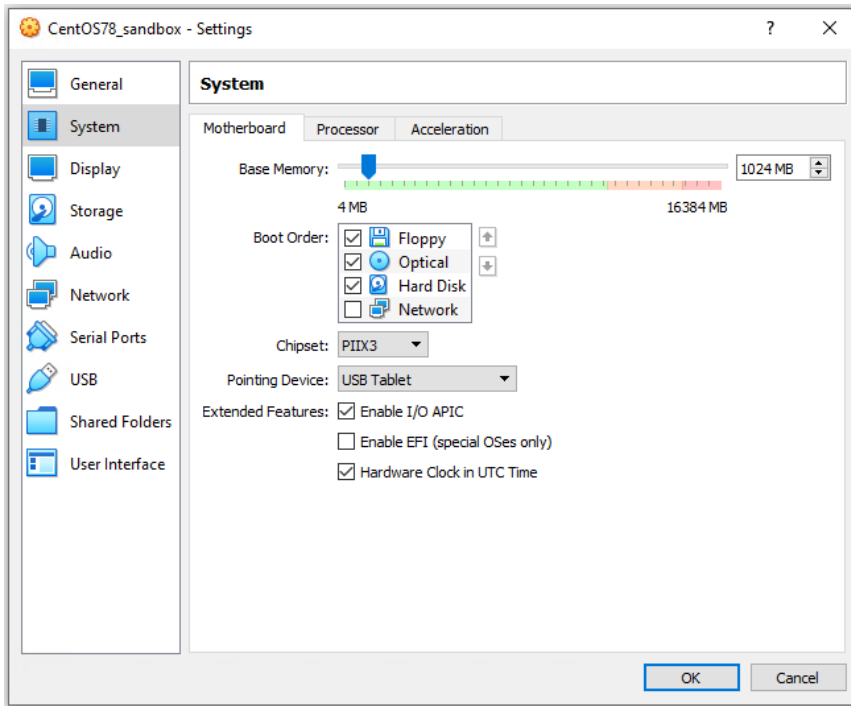 CentOS78_sandbox - Settings
?
General
System
Display
Storage
Audio
Network
Serial Ports
USB
Shared Folders
User Interface
System
Motherboard Processor Acceleration
Base Memory: 1024 MB
4 MB 16384 MB
Boot Order: Floppy
Optical
Hard Disk
Network
Chipset: PIIX3
Pointing Device: USB Tablet
Extended Features: Enable I/O APIC
Enable EFI (special OSes only)
Hardware Clock in UTC Time
OK Cancel